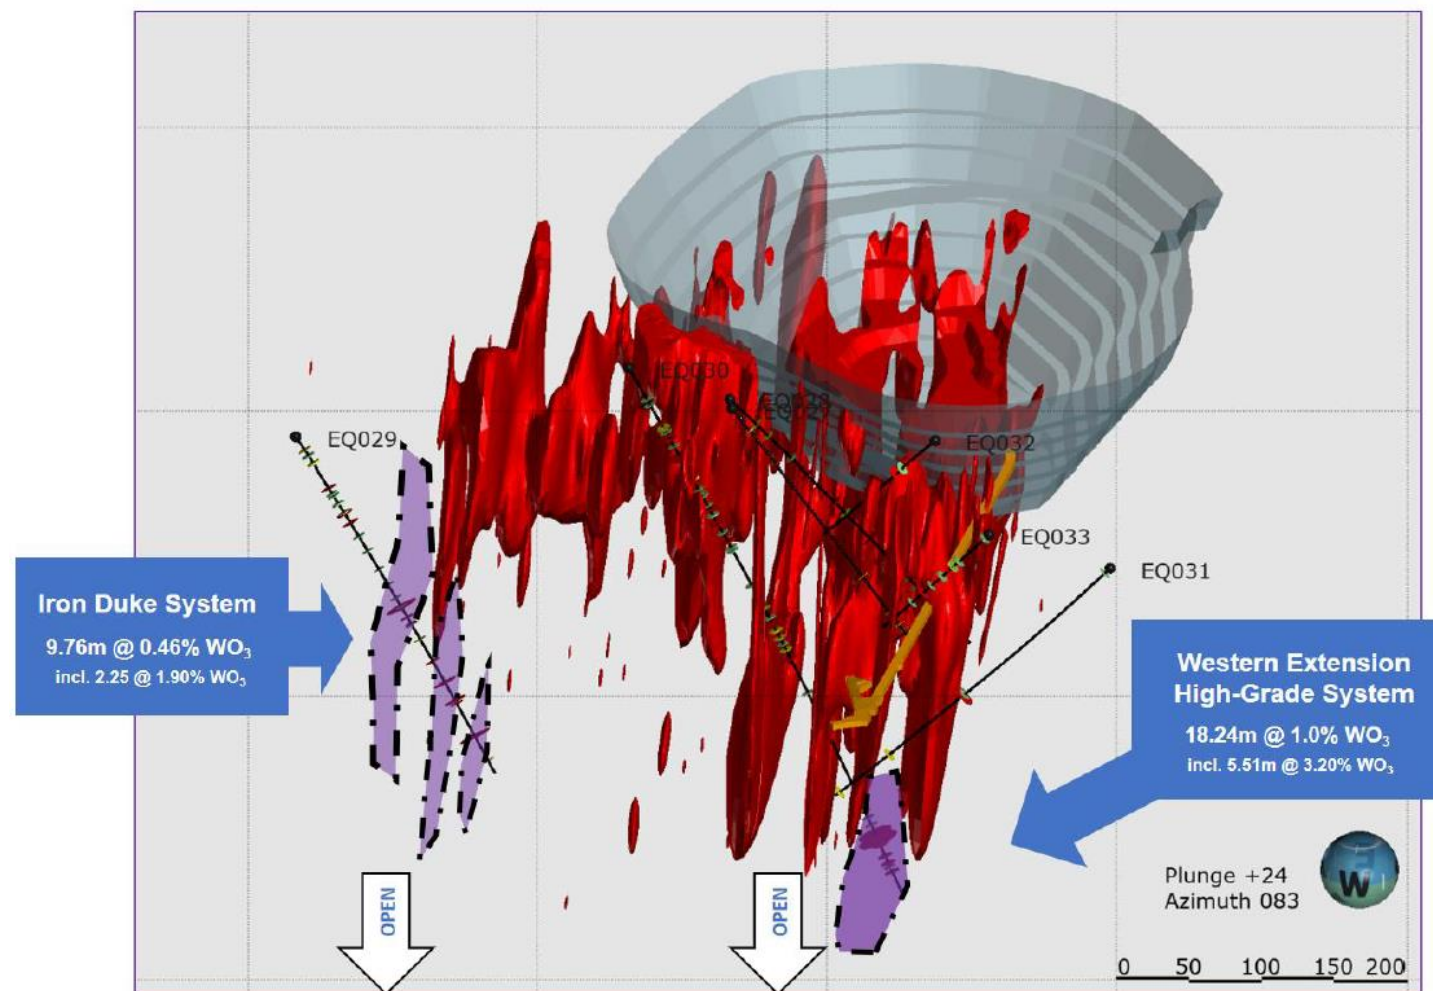 EQ030
EQ032
EQ029
EQ033
EQ031
Iron Duke System
9.76m @ 0.46% WO₃
incl. 2.25 @ 1.90% WO₃
Western Extension
High-Grade System
18.24m @ 1.0% WO₃
incl. 5.51m @ 3.20% WO₃
OPEN
OPEN
Plunge +24
Azimuth 083
W
0 50 100 150 200